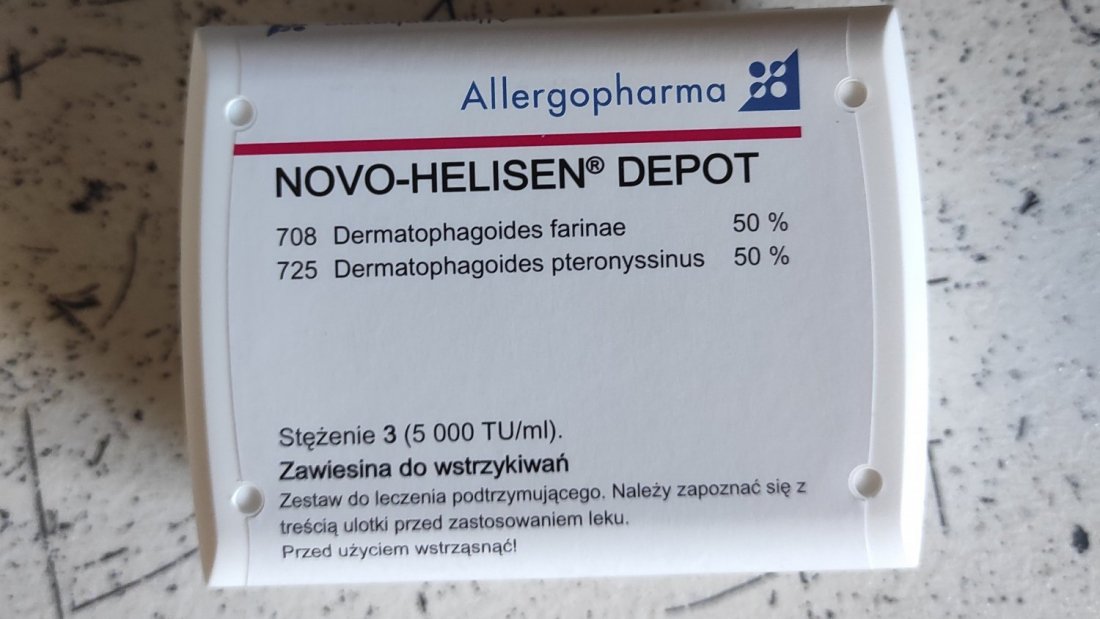 Allergopharma
NOVO-HELISEN® DEPOT
708 Dermatophagoides farinae 50 %
725 Dermatophagoides pteronyssinus 50 %
Stężenie 3 (5 000 TU/ml).
Zawiesina do wstrzykiwań
Zestaw do leczenia podtrzymującego. Należy zapoznać się z
treścią ulotki przed zastosowaniem leku.
Przed użyciem wstrząsnąć!